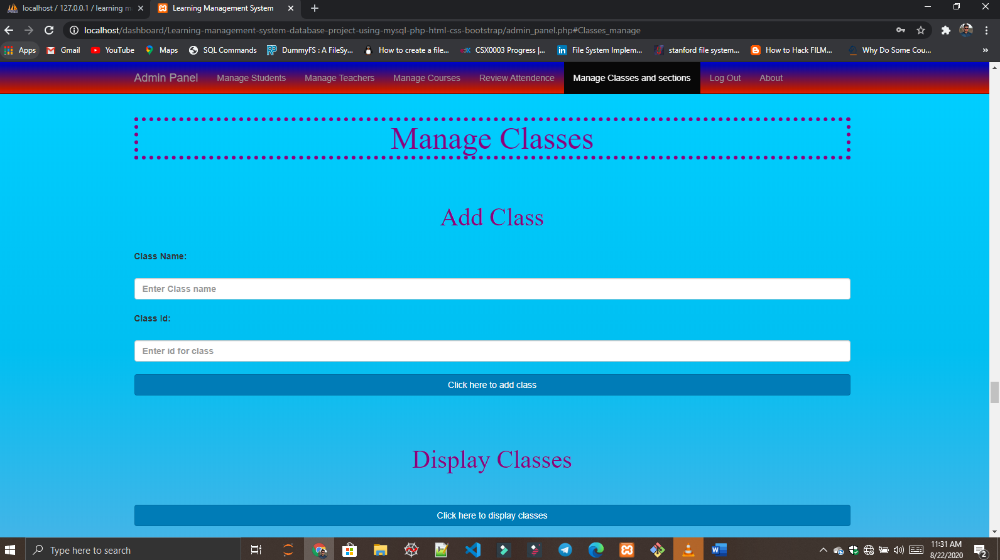 localhost / 127.0.0.1 / learning m
Learning Management System
localhost/dashboard/Learning-management-system-database-project-using-mysql-php-html-css-bootstrap/admin_panel.php#Classes_manage
Apps Gmail YouTube Maps SQL Commands DummyFS : A FileSy... How to create a file... CSX0003 Progress |... File System Implem... stanford file system... How to Hack FILM... Why Do Some Cou... »
Admin Panel Manage Students Manage Teachers Manage Courses Review Attendence Manage Classes and sections Log Out About
Manage Classes
Add Class
Class Name:
Enter Class name
Class Id:
Enter id for class
Click here to add class
Display Classes
Click here to display classes
Type here to search
11:31 AM
8/22/2020
2